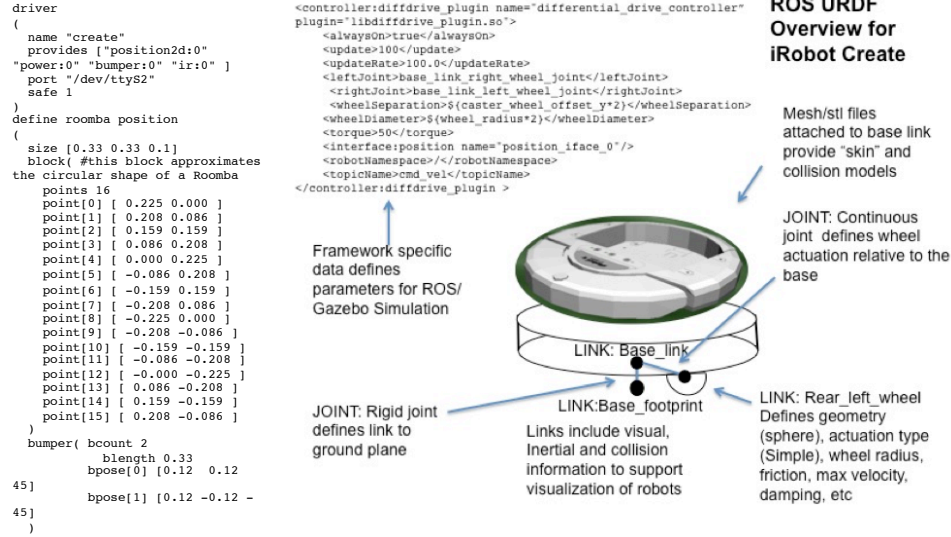 driver
(
name "create"
provides ["position2d:0"
"power:0" "bumper:0" "ir:0" ]
port "/dev/ttyS2"
safe 1
)
define roomba position
(
size [0.33 0.33 0.1]
block( #this block approximates
the circular shape of a Roomba
points 16
point[0] [ 0.225 0.000 ]
point[1] [ 0.208 0.086 ]
point[2] [ 0.159 0.159 ]
point[3] [ 0.086 0.208 ]
point[4] [ 0.000 0.225 ]
point[5] [ -0.086 0.208 ]
point[6] [ -0.159 0.159 ]
point[7] [ -0.208 0.086 ]
point[8] [ -0.225 0.000 ]
point[9] [ -0.208 -0.086 ]
point[10] [ -0.159 -0.159 ]
point[11] [ -0.086 -0.208 ]
point[12] [ -0.000 -0.225 ]
point[13] [ 0.086 -0.208 ]
point[14] [ 0.159 -0.159 ]
point[15] [ 0.208 -0.086 ]
)
bumper( bcount 2
blength 0.33
bpose[0] [0.12 0.12
45]
bpose[1] [0.12 -0.12 -
45]
)
<controller:diffdrive_plugin name="differential_drive_controller"
plugin="libdiffdrive_plugin.so">
<alwaysOn>true</alwaysOn>
<update>100</update>
<updateRate>100.0</updateRate>
<leftJoint>base_link_right_wheel_joint</leftJoint>
<rightJoint>base_link_left_wheel_joint</rightJoint>
<wheelSeparation>${caster_wheel_offset_y*2}</wheelSeparation>
<wheelDiameter>${wheel_radius*2}</wheelDiameter>
<torque>50</torque>
<interface:position name="position_iface_0"/>
<robotNamespace>/</robotNamespace>
<topicName>cmd_vel</topicName>
</controller:diffdrive_plugin >
Framework specific
data defines
parameters for ROS/
Gazebo Simulation
JOINT: Rigid joint
defines link to
ground plane
LINK: Base_link
LINK:Base_footprint
Links include visual,
Inertial and collision
information to support
visualization of robots
ROS URDF
Overview for
iRobot Create
Mesh/stl files
attached to base link
provide “skin” and
collision models
JOINT: Continuous
joint defines wheel
actuation relative to the
base
LINK: Rear_left_wheel
Defines geometry
(sphere), actuation type
(Simple), wheel radius,
friction, max velocity,
damping, etc